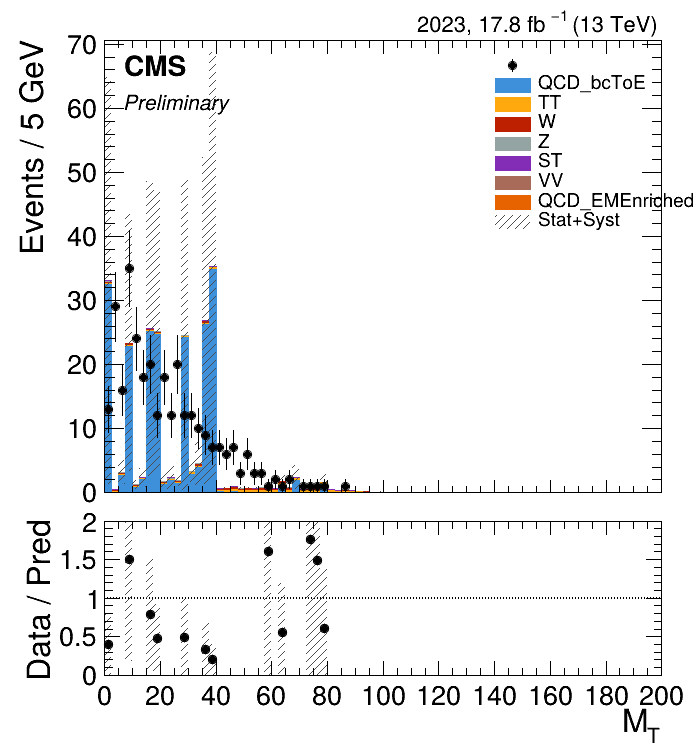 2023, 17.8 fb⁻¹ (13 TeV)
CMS
Preliminary
Events / 5 GeV
70
60
50
40
30
20
10
0
QCD_bcToE
TT
W
Z
ST
VV
QCD_EMEnriched
Stat+Syst
Data / Pred
2
1.5
1
0.5
0
0 20 40 60 80 100 120 140 160 180 200
M_T